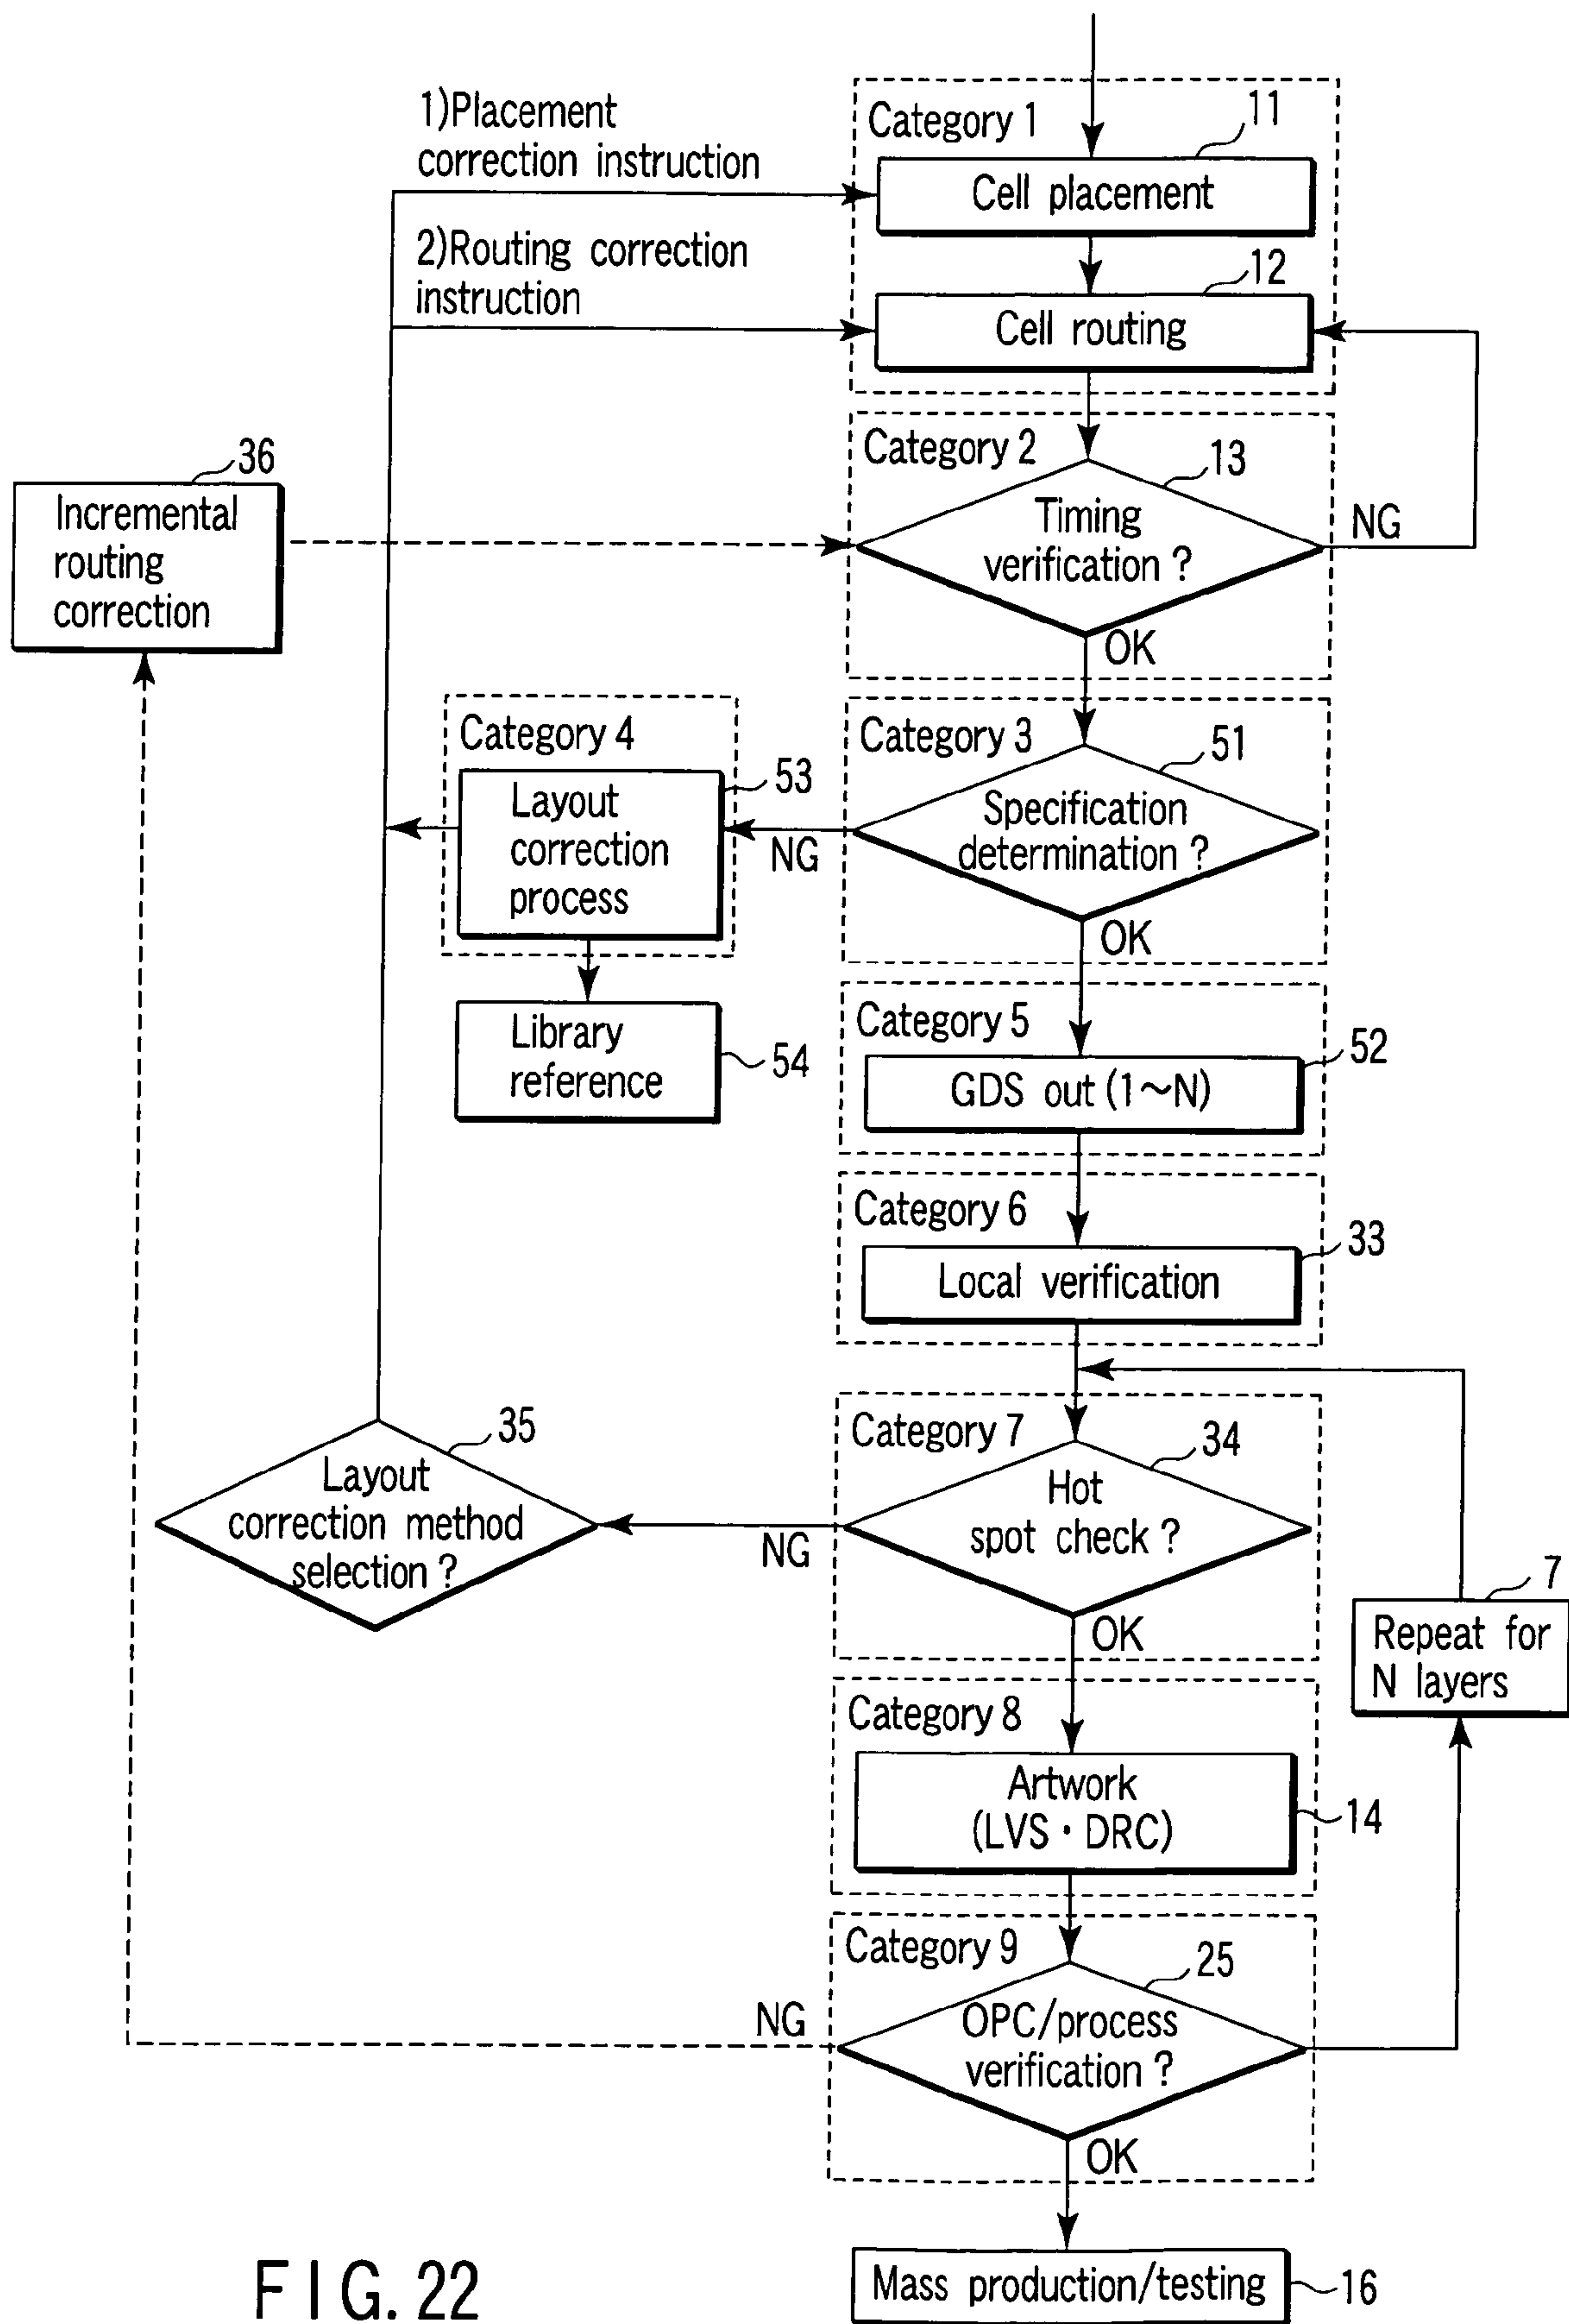 1)Placement
correction instruction
Category 1
11
Cell placement
2)Routing correction
instruction
12
Cell routing
36
Incremental
routing
correction
Category 2
13
Timing
verification ?
NG
OK
Category 4
53
Layout
correction
process
NG
Category 3
51
Specification
determination ?
OK
Library
reference
54
Category 5
52
GDS out (1~N)
Category 6
33
Local verification
35
Layout
correction method
selection ?
NG
Category 7
34
Hot
spot check ?
OK
7
Repeat for
N layers
Category 8
Artwork
(LVS・DRC)
14
NG
Category 9
25
OPC/process
verification ?
OK
Mass production/testing
16
FIG. 22